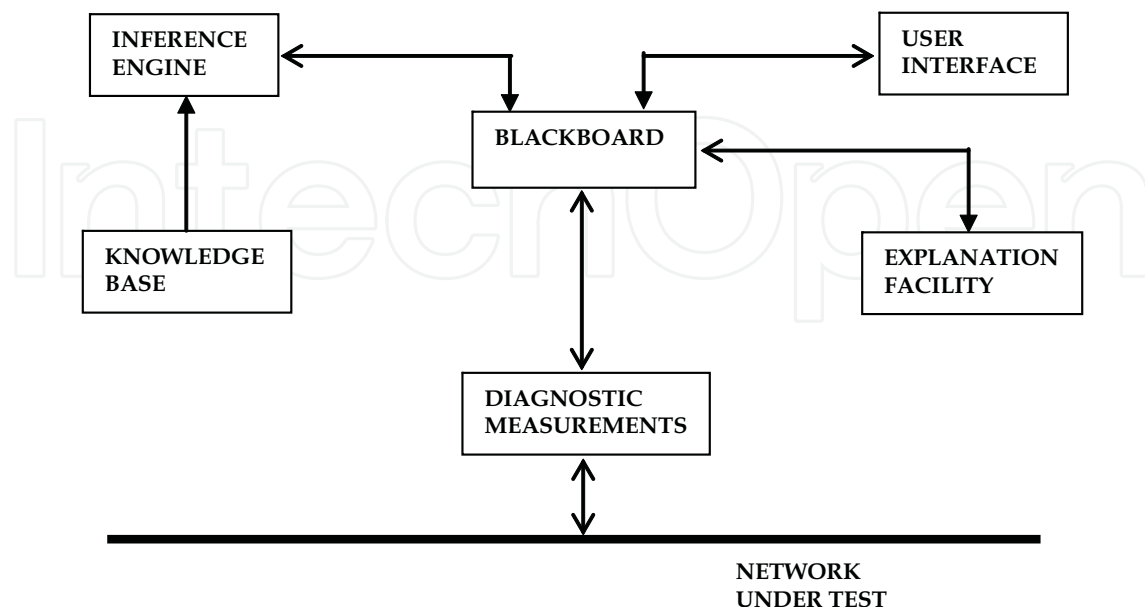 INFERENCE
ENGINE
USER
INTERFACE
BLACKBOARD
KNOWLEDGE
BASE
EXPLANATION
FACILITY
DIAGNOSTIC
MEASUREMENTS
NETWORK
UNDER TEST
IntechOpen